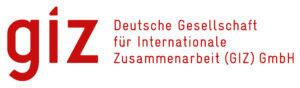 giz
Deutsche Gesellschaft
für Internationale
Zusammenarbeit (GIZ) GmbH